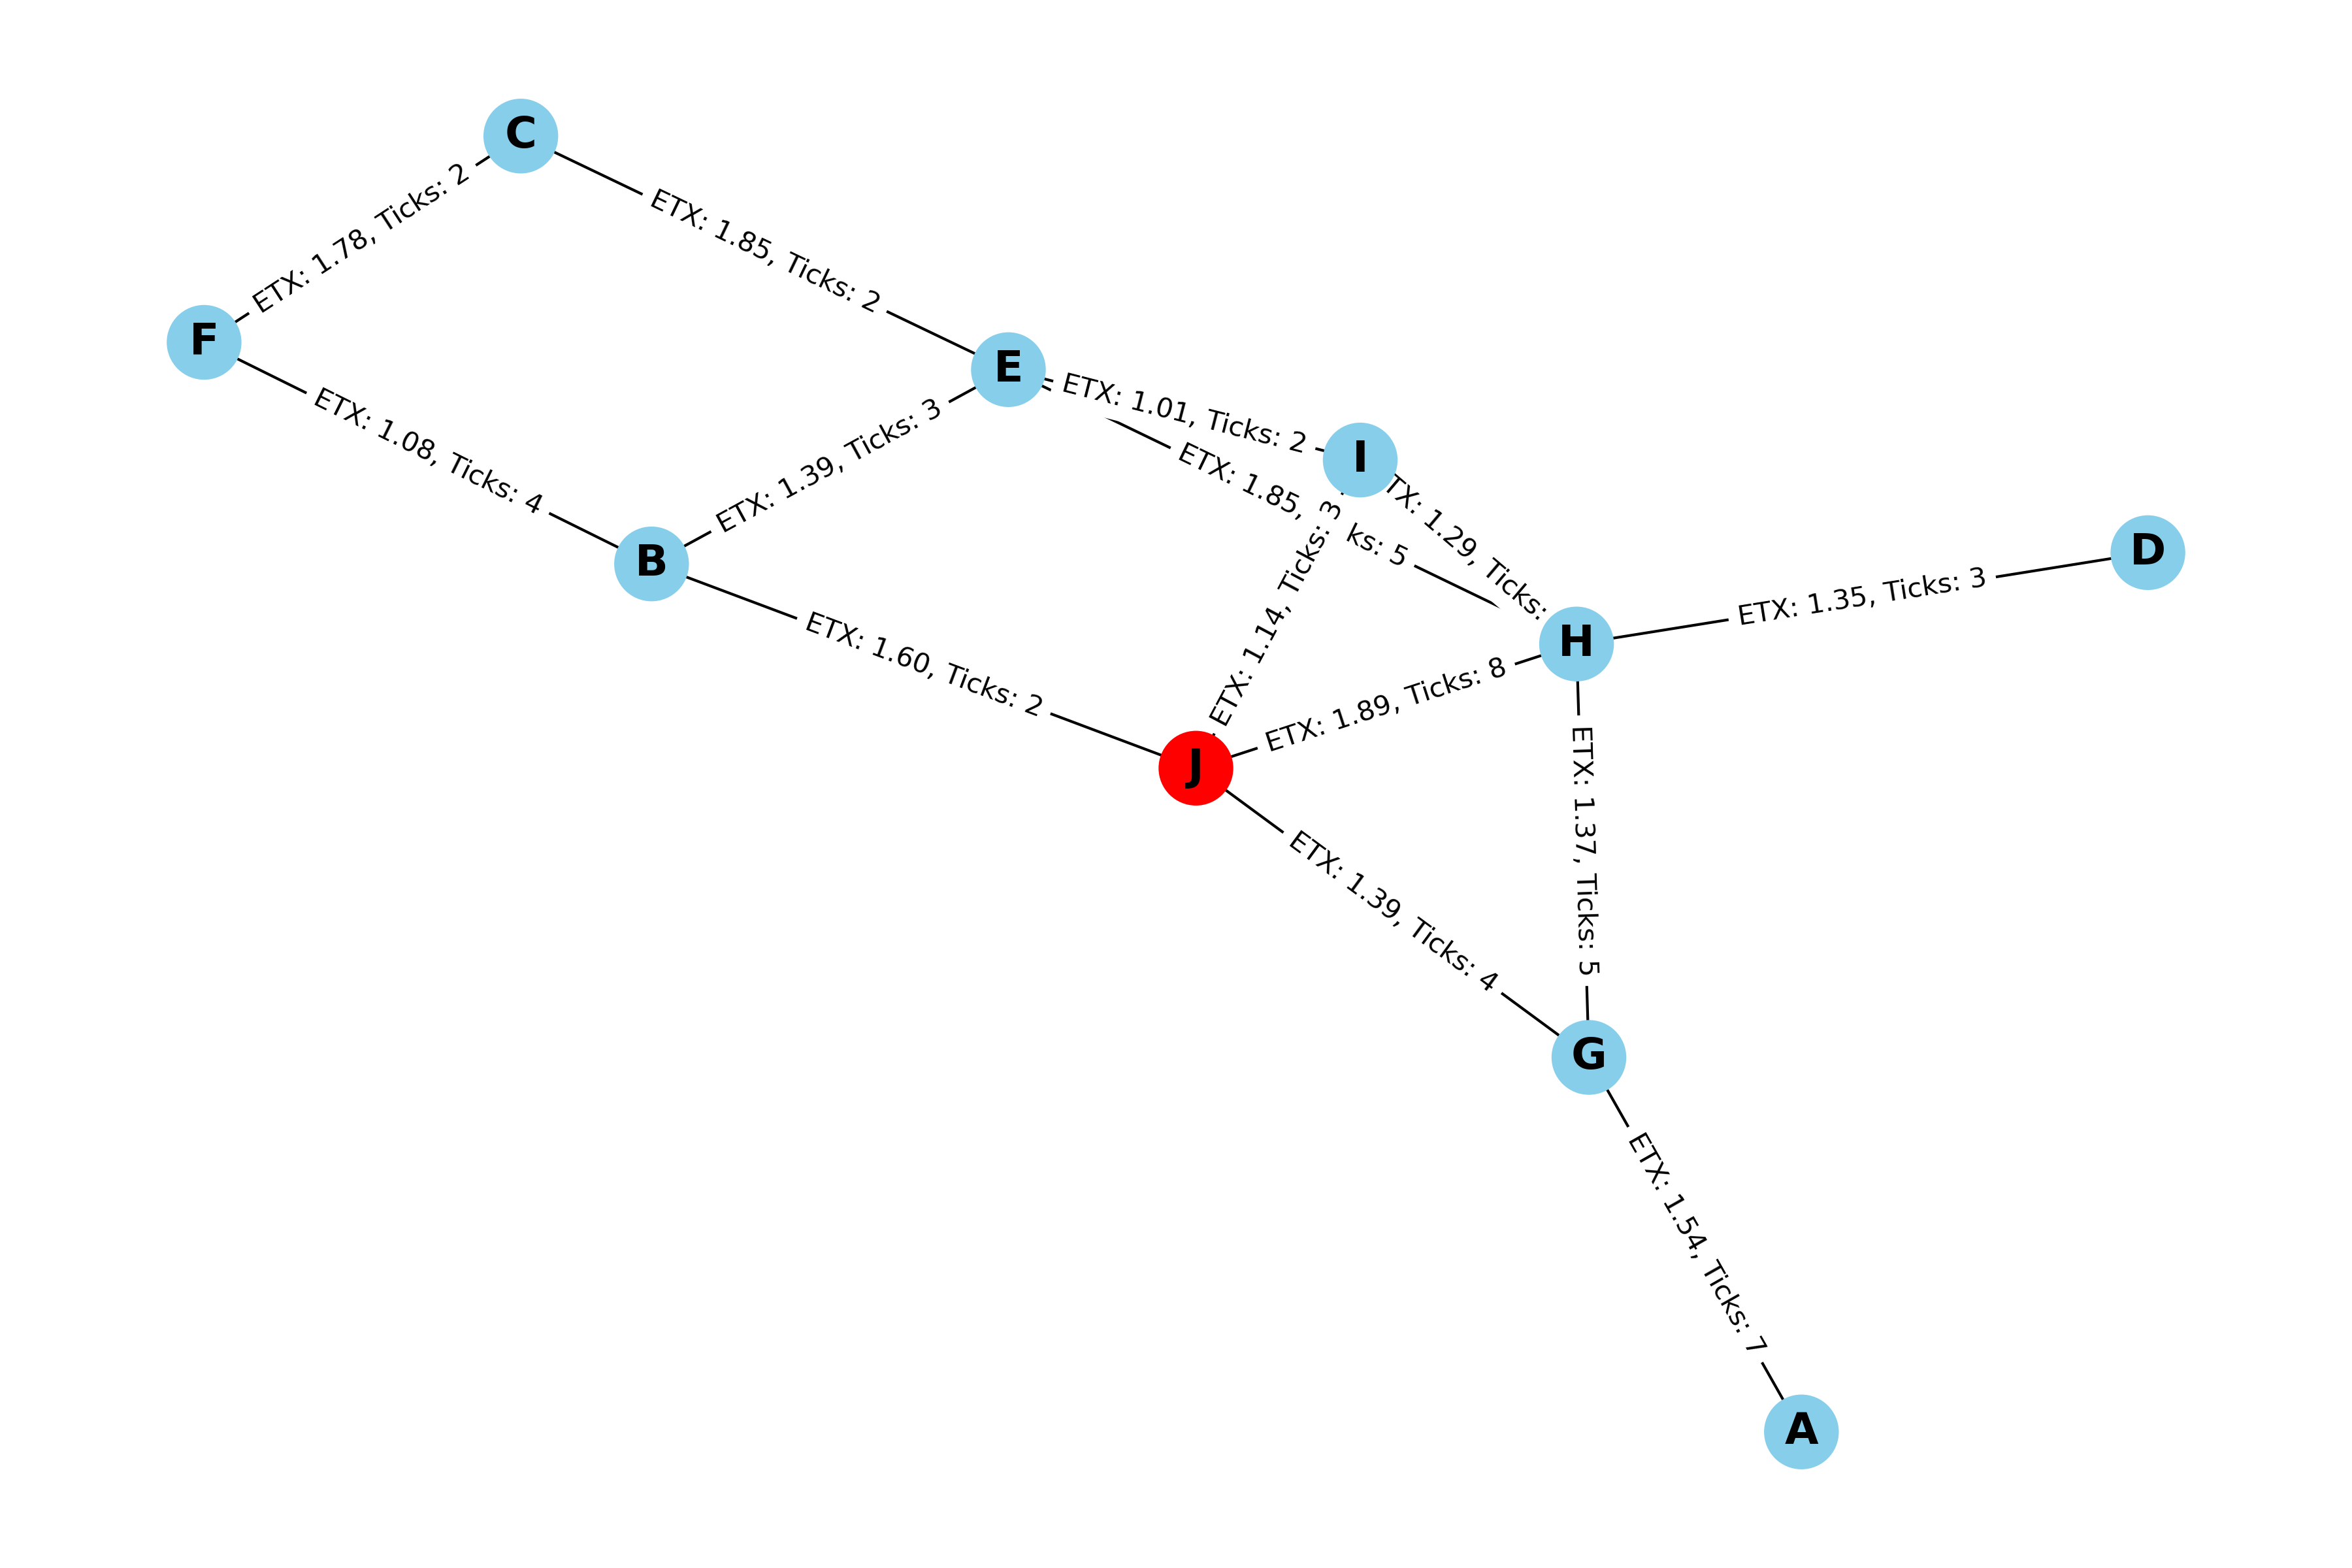 C
ETX: 1.78, Ticks: 2
ETX: 1.85, Ticks: 2
F
E
ETX: 1.08, Ticks: 4
ETX: 1.39, Ticks: 3
ETX: 1.01, Ticks: 2
I
ETX: 1.85, ks: 5
TX: 1.29, Ticks:
D
B
ETX: 1.14, Ticks: 3
ETX: 1.35, Ticks: 3
H
ETX: 1.60, Ticks: 2
ETX: 1.89, Ticks: 8
J
ETX: 1.37, Ticks: 5
ETX: 1.39, Ticks: 4
G
ETX: 1.54, Ticks: 7
A